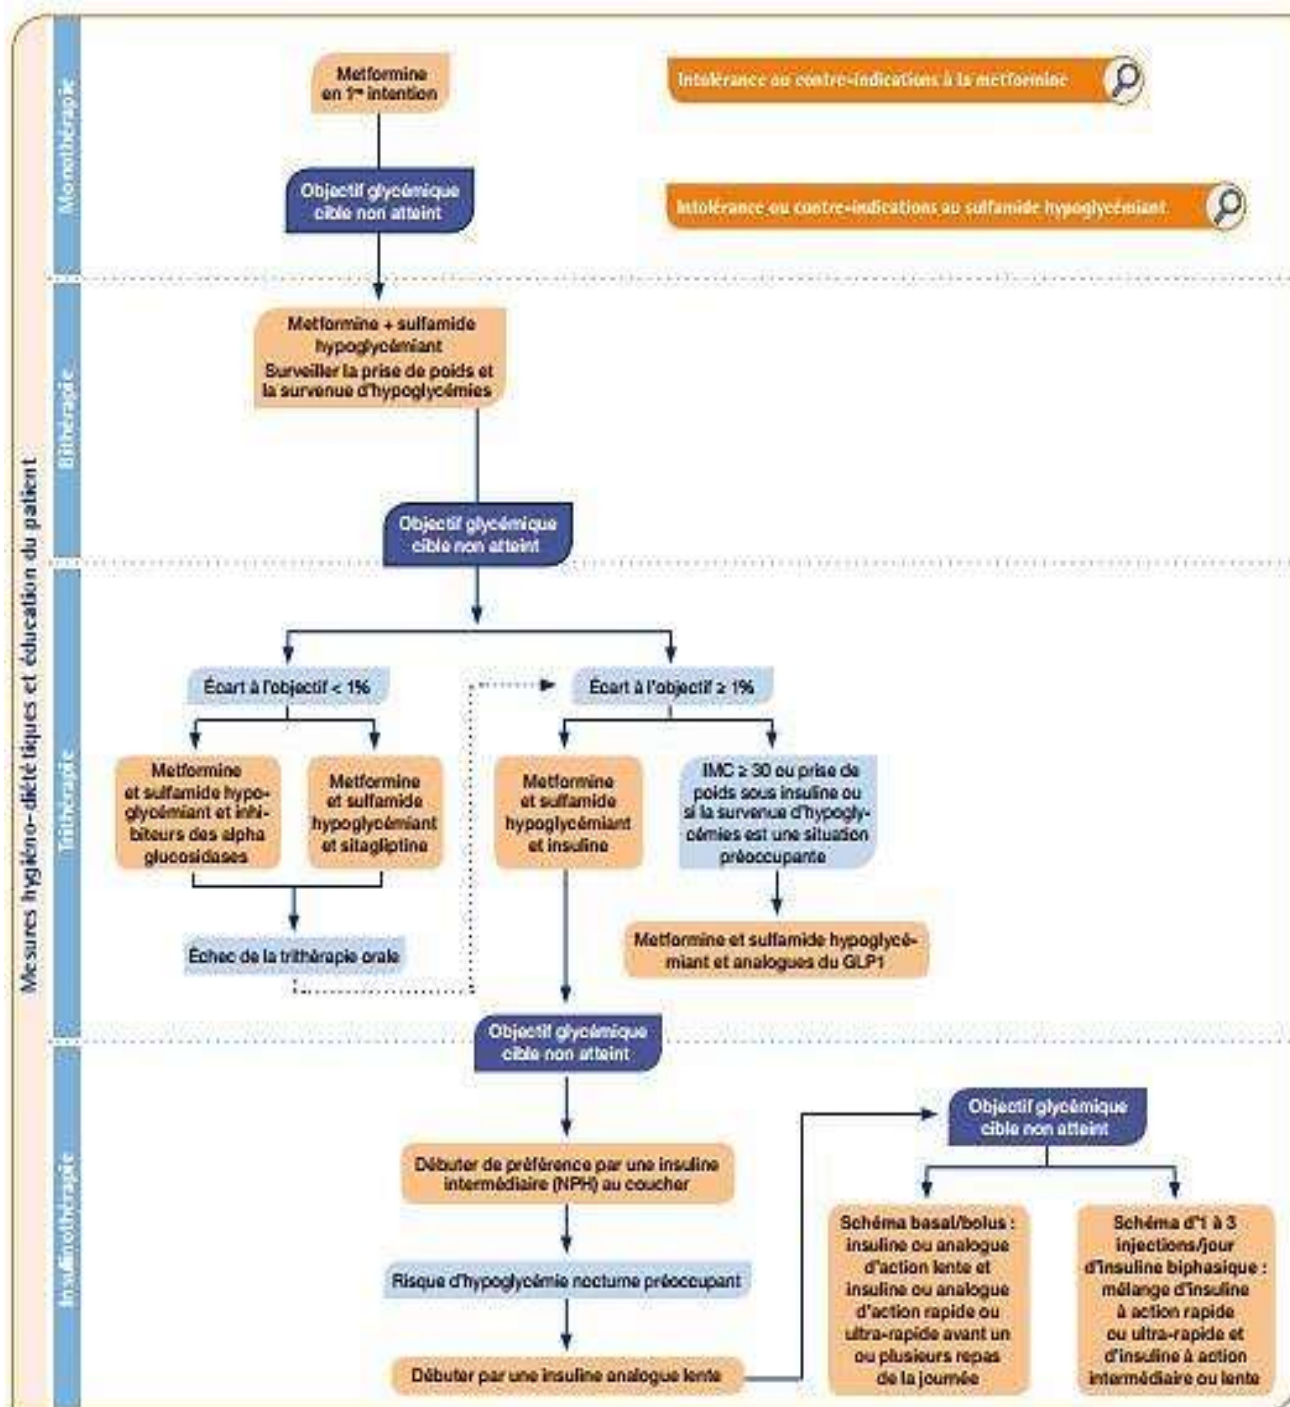 Mesures hygiéno-diététiques et éducation du patient
Monothérapie
Metformine
en 1re intention
Intolérance ou contre-indications à la metformine
Objectif glycémique
cible non atteint
Intolérance ou contre-indications au sulfamide hypoglycémiant
Bithérapie
Metformine + sulfamide
hypoglycémiant
Surveiller la prise de poids et
la survenue d'hypoglycémies
Objectif glycémique
cible non atteint
Trithérapie
Écart à l'objectif < 1%
Écart à l'objectif ≥ 1%
Metformine
et sulfamide hypo-
glycémiant et inhi-
biteurs des alpha
glucosidases
Metformine
et sulfamide
hypoglycémiant
et sitagliptine
Metformine
et sulfamide
hypoglycémiant
et insuline
IMC ≥ 30 ou prise de
poids sous insuline ou
si la survenue d'hypogly-
cémies est une situation
préoccupante
Échec de la trithérapie orale
Metformine et sulfamide hypoglycé-
miant et analogues du GLP1
Objectif glycémique
cible non atteint
Insulinothérapie
Débuter de préférence par une insuline
intermédiaire (NPH) au coucher
Risque d'hypoglycémie nocturne préoccupant
Débuter par une insuline analogue lente
Objectif glycémique
cible non atteint
Schéma basal/bolus :
insuline ou analogue
d'action lente et
insuline ou analogue
d'action rapide ou
ultra-rapide avant un
ou plusieurs repas
de la journée
Schéma d'1 à 3
injections/jour
d'insuline biphasique :
mélange d'insuline
à action rapide
ou ultra-rapide et
d'insuline à action
intermédiaire ou lente